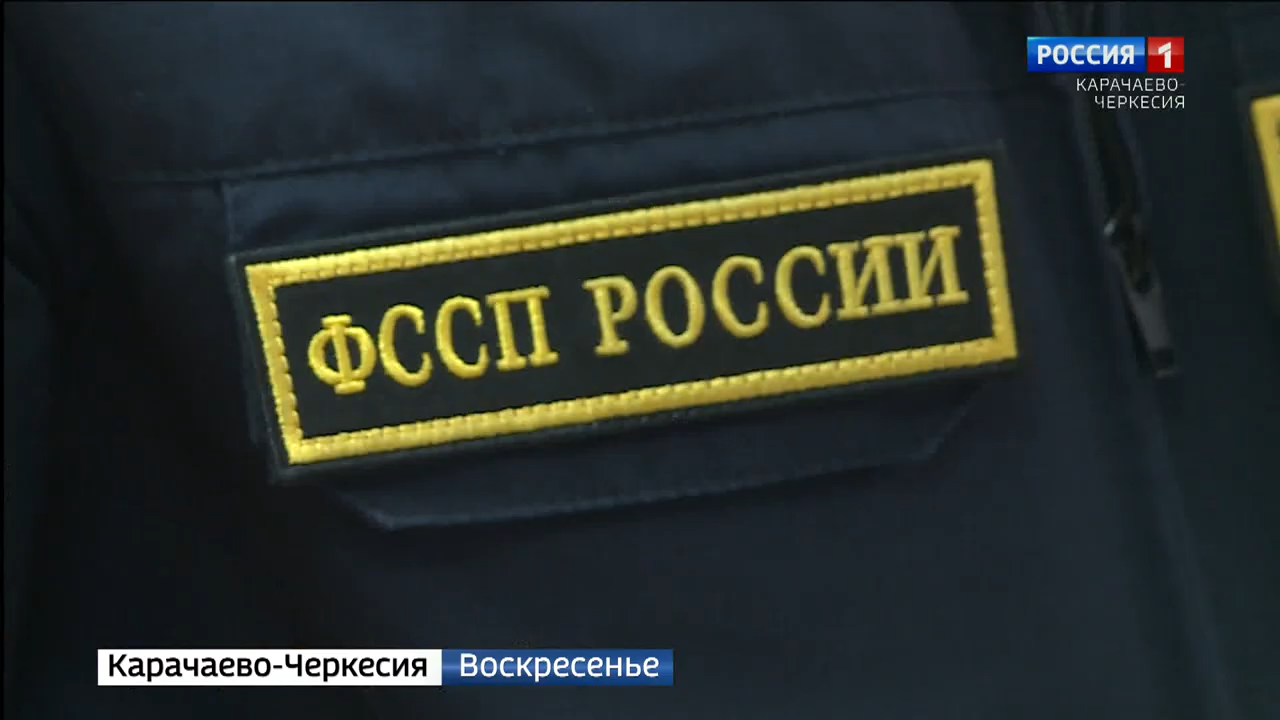 РОССИЯ 1
КАРАЧАЕВО-
ЧЕРКЕСИЯ
ФССП РОССИИ
Карачаево-Черкесия Воскресенье